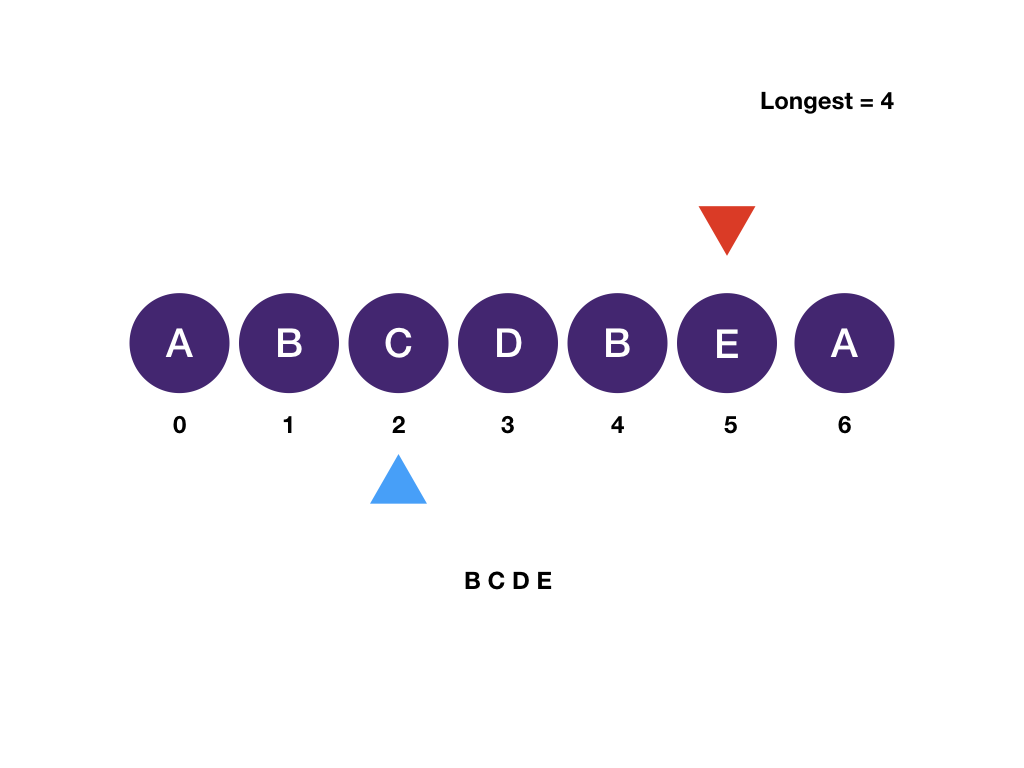 Longest = 4
A B C D B E A
0 1 2 3 4 5 6
B C D E